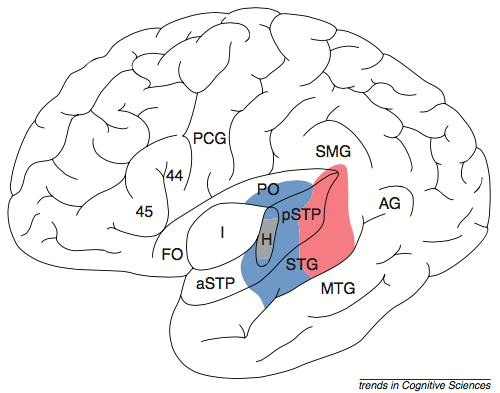 PCG
SMG
44
PO
45
pSTP
AG
I
H
FO
STG
aSTP
MTG
trends in Cognitive Sciences